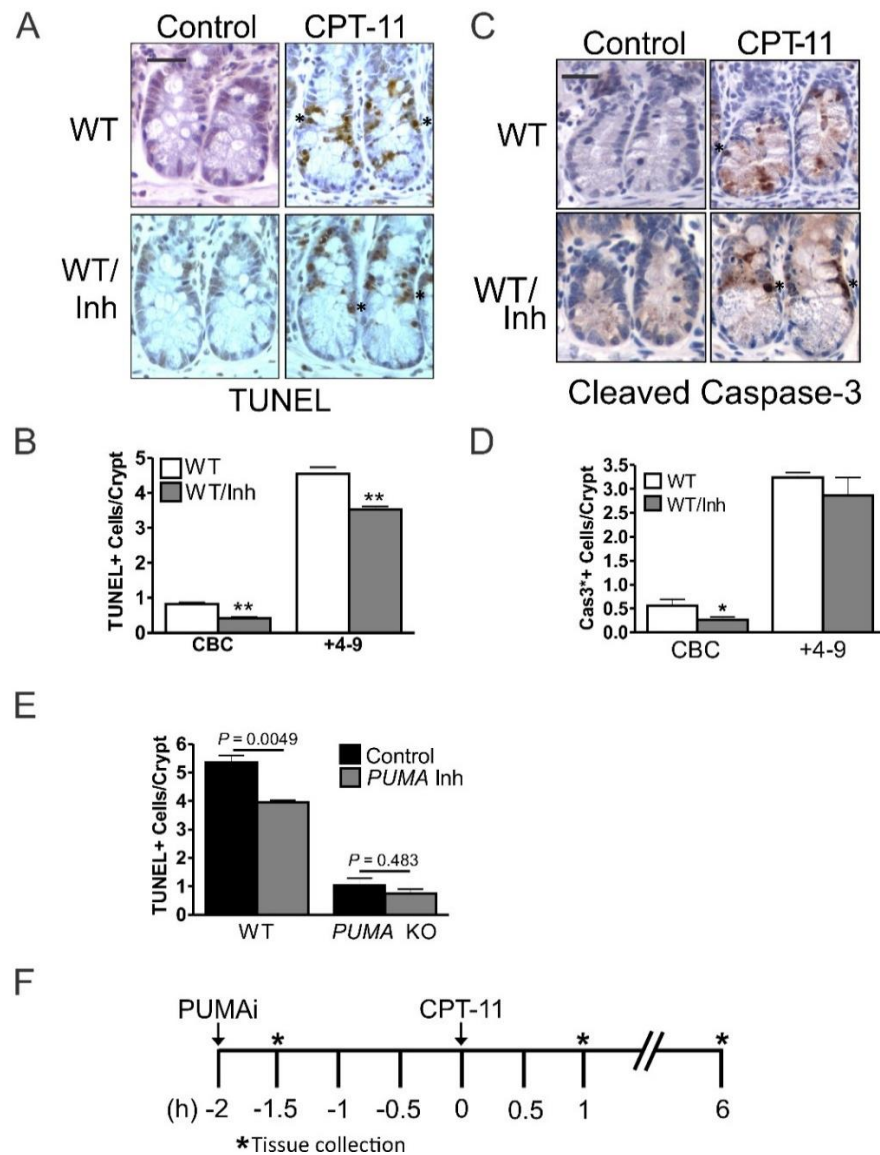 A
Control CPT-11
WT
* *
WT/
Inh
* *
TUNEL
C
Control CPT-11
WT
*
WT/
Inh
* *
Cleaved Caspase-3
B
TUNEL+ Cells/Crypt
5
4
3
2
1
0
WT
WT/Inh
**
**
CBC +4-9
D
Cas3*+ Cells/Crypt
3.5
3.0
2.5
2.0
1.5
1.0
0.5
0.0
WT
WT/Inh
*
CBC +4-9
E
TUNEL+ Cells/Crypt
6
5
4
3
2
1
0
P = 0.0049
Control
PUMA Inh
P = 0.483
WT PUMA KO
F
PUMAi CPT-11
* * *
(h) -2 -1.5 -1 -0.5 0 0.5 1 6
*Tissue collection